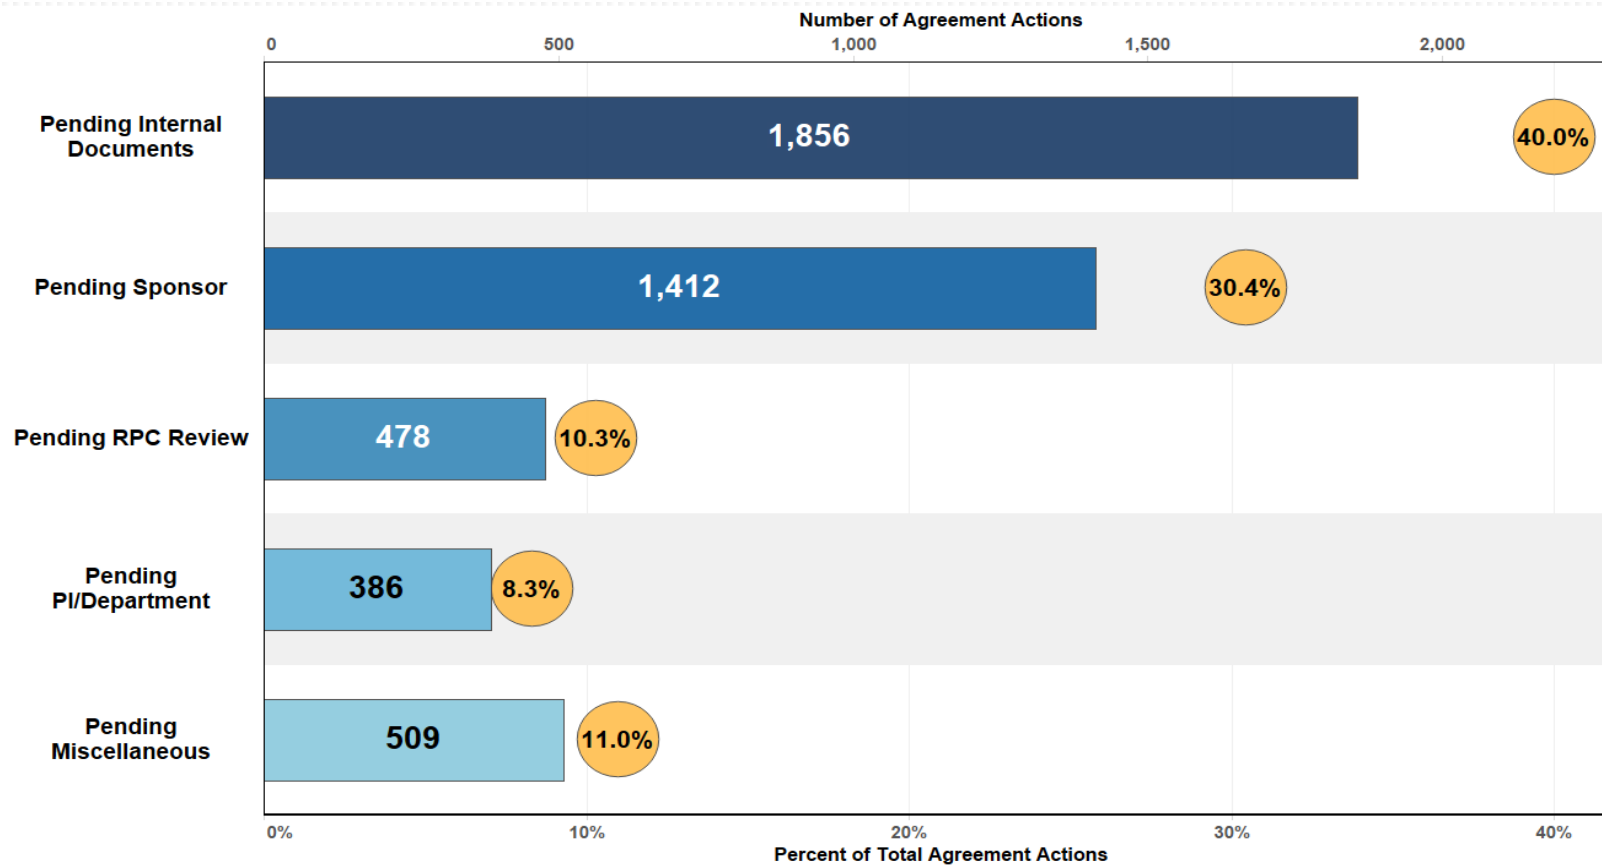 Number of Agreement Actions
0 500 1,000 1,500 2,000
Pending Internal
Documents
1,856
40.0%
Pending Sponsor
1,412
30.4%
Pending RPC Review
478
10.3%
Pending
PI/Department
386
8.3%
Pending
Miscellaneous
509
11.0%
0% 10% 20% 30% 40%
Percent of Total Agreement Actions